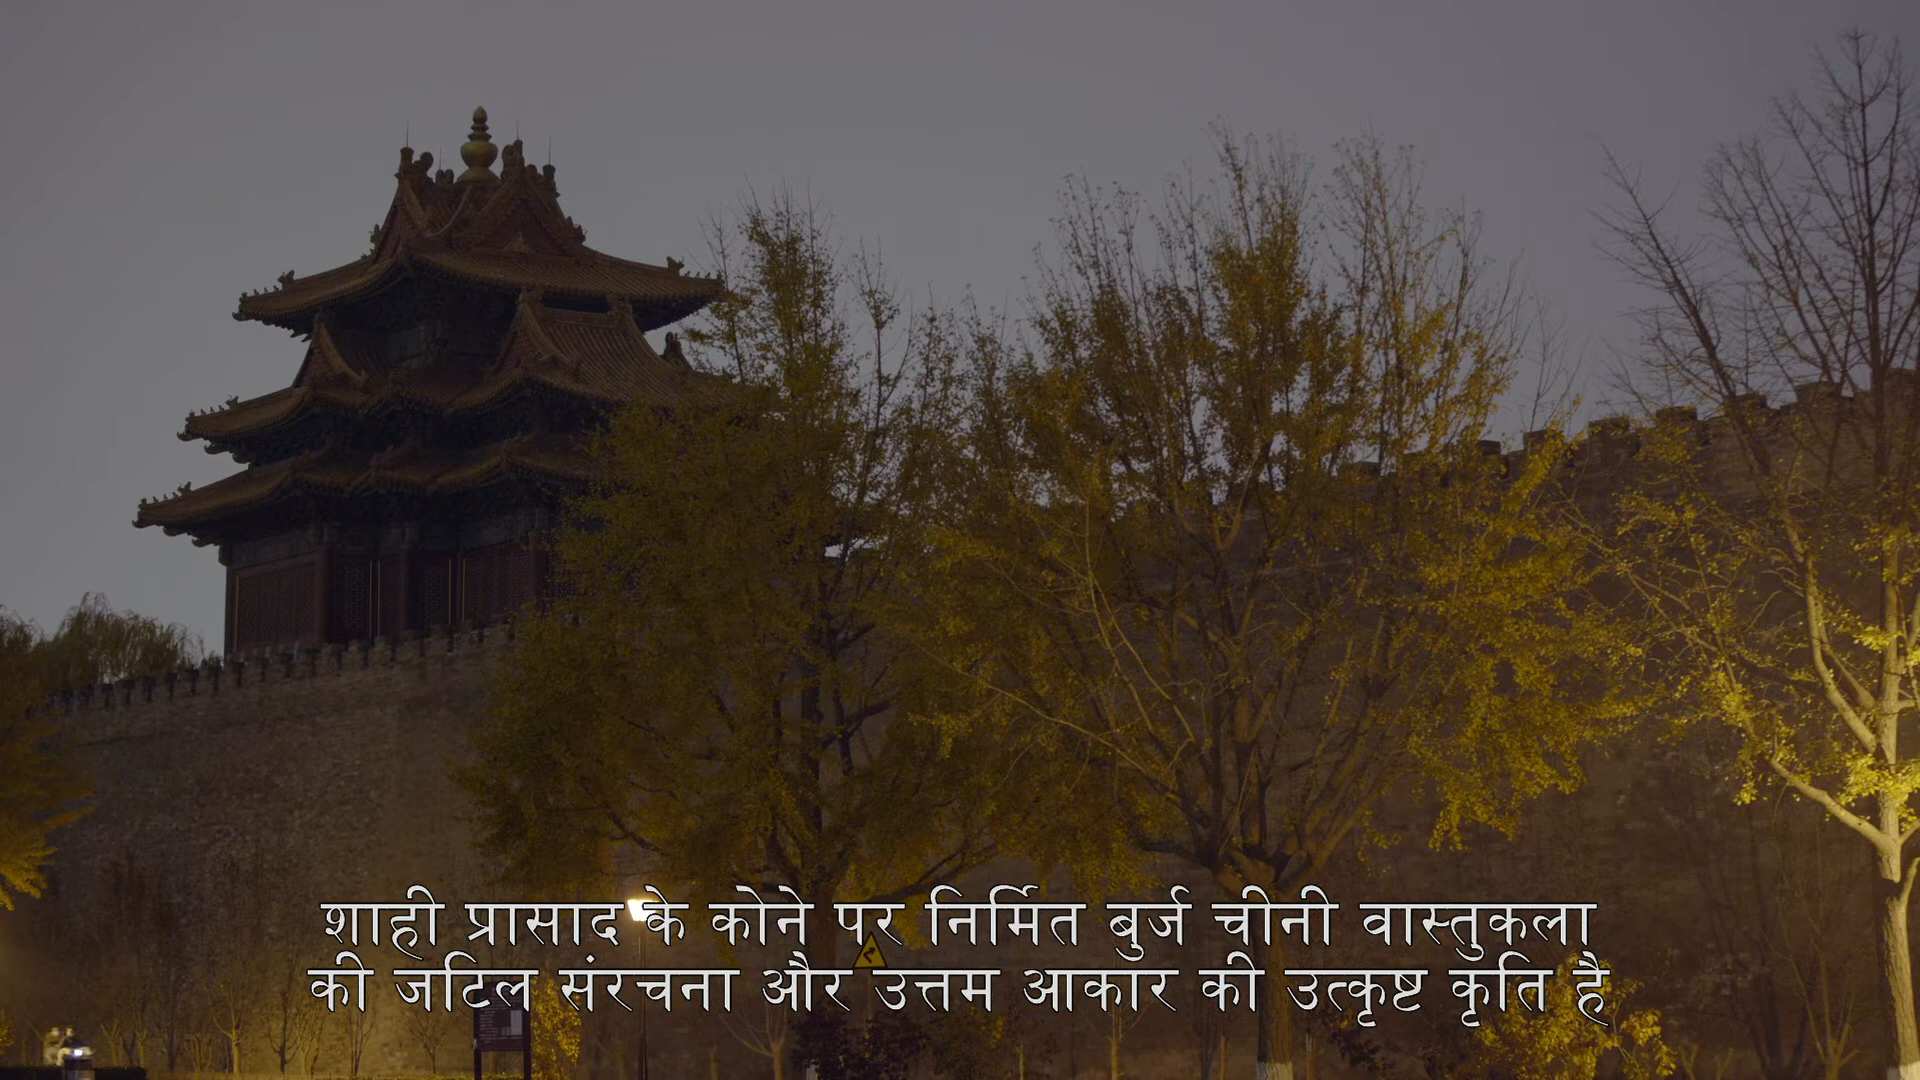 शाही प्रासाद के कोने पर निर्मित बुर्ज चीनी वास्तुकला
की जटिल संरचना और उत्तम आकार की उत्कृष्ट कृति है